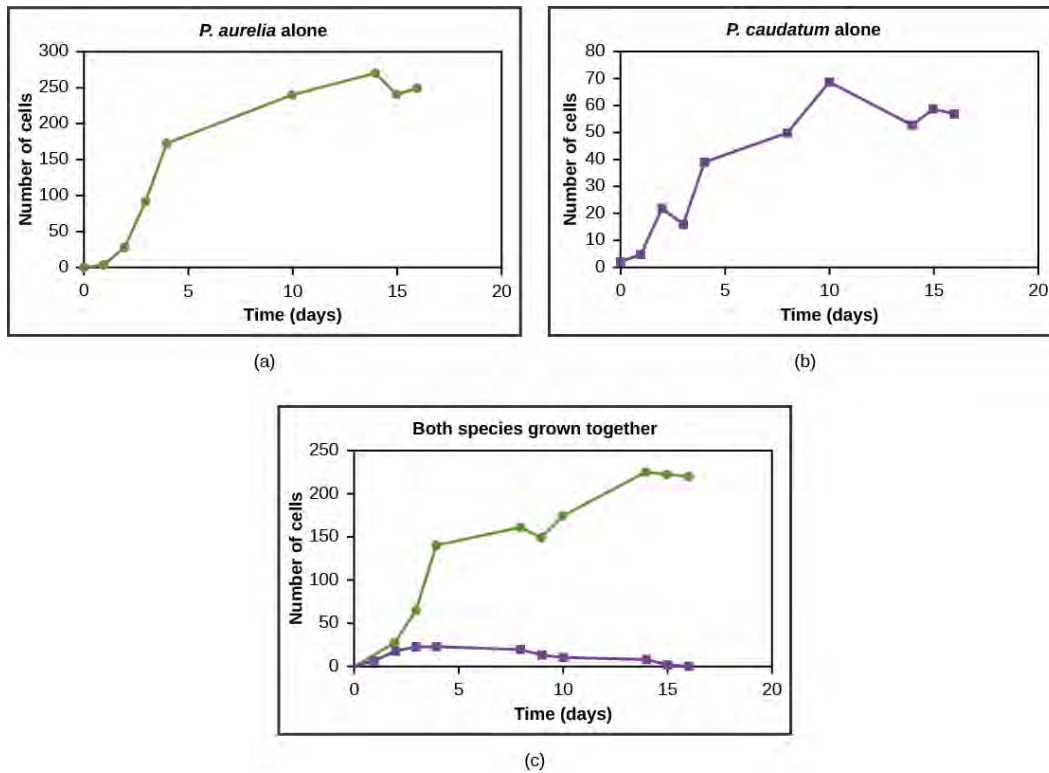 P. aurelia alone
300
250
200
150
100
50
0
Number of cells
0 5 10 15 20
Time (days)
(a)
P. caudatum alone
80
70
60
50
40
30
20
10
0
Number of cells
0 5 10 15 20
Time (days)
(b)
Both species grown together
250
200
150
100
50
0
Number of cells
0 5 10 15 20
Time (days)
(c)